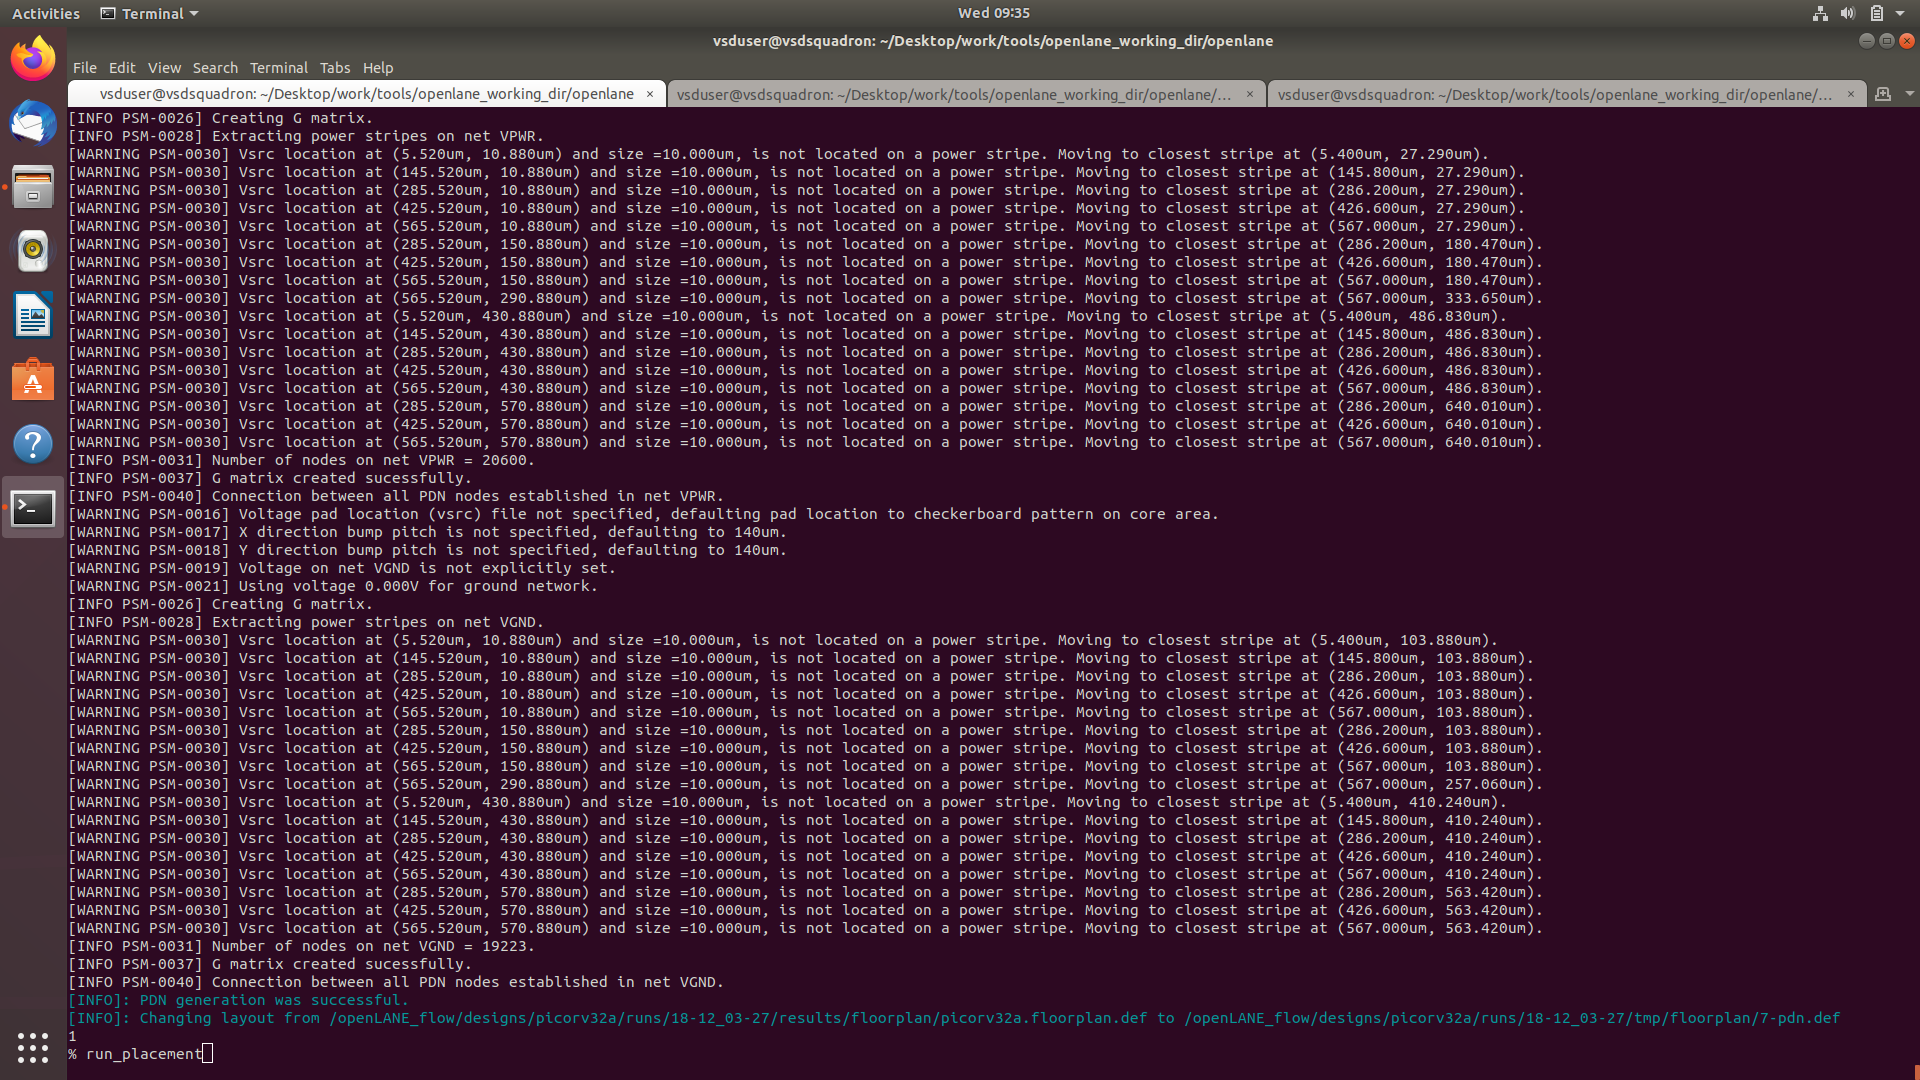 Activities
Terminal
Wed 09:35
vsduser@vsdsquadron: ~/Desktop/work/tools/openlane_working_dir/openlane
File Edit View Search Terminal Tabs Help
vsduser@vsdsquadron: ~/Desktop/work/tools/openlane_working_dir/openlane ×
vsduser@vsdsquadron: ~/Desktop/work/tools/openlane_working_dir/openlane/... ×
vsduser@vsdsquadron: ~/Desktop/work/tools/openlane_working_dir/openlane/... ×
[INFO PSM-0026] Creating G matrix.
[INFO PSM-0028] Extracting power stripes on net VPWR.
[WARNING PSM-0030] Vsrc location at (5.520um, 10.880um) and size =10.000um, is not located on a power stripe. Moving to closest stripe at (5.400um, 27.290um).
[WARNING PSM-0030] Vsrc location at (145.520um, 10.880um) and size =10.000um, is not located on a power stripe. Moving to closest stripe at (145.800um, 27.290um).
[WARNING PSM-0030] Vsrc location at (285.520um, 10.880um) and size =10.000um, is not located on a power stripe. Moving to closest stripe at (286.200um, 27.290um).
[WARNING PSM-0030] Vsrc location at (425.520um, 10.880um) and size =10.000um, is not located on a power stripe. Moving to closest stripe at (426.600um, 27.290um).
[WARNING PSM-0030] Vsrc location at (565.520um, 10.880um) and size =10.000um, is not located on a power stripe. Moving to closest stripe at (567.000um, 27.290um).
[WARNING PSM-0030] Vsrc location at (285.520um, 150.880um) and size =10.000um, is not located on a power stripe. Moving to closest stripe at (286.200um, 180.470um).
[WARNING PSM-0030] Vsrc location at (425.520um, 150.880um) and size =10.000um, is not located on a power stripe. Moving to closest stripe at (426.600um, 180.470um).
[WARNING PSM-0030] Vsrc location at (565.520um, 150.880um) and size =10.000um, is not located on a power stripe. Moving to closest stripe at (567.000um, 180.470um).
[WARNING PSM-0030] Vsrc location at (565.520um, 290.880um) and size =10.000um, is not located on a power stripe. Moving to closest stripe at (567.000um, 333.650um).
[WARNING PSM-0030] Vsrc location at (5.520um, 430.880um) and size =10.000um, is not located on a power stripe. Moving to closest stripe at (5.400um, 486.830um).
[WARNING PSM-0030] Vsrc location at (145.520um, 430.880um) and size =10.000um, is not located on a power stripe. Moving to closest stripe at (145.800um, 486.830um).
[WARNING PSM-0030] Vsrc location at (285.520um, 430.880um) and size =10.000um, is not located on a power stripe. Moving to closest stripe at (286.200um, 486.830um).
[WARNING PSM-0030] Vsrc location at (425.520um, 430.880um) and size =10.000um, is not located on a power stripe. Moving to closest stripe at (426.600um, 486.830um).
[WARNING PSM-0030] Vsrc location at (565.520um, 430.880um) and size =10.000um, is not located on a power stripe. Moving to closest stripe at (567.000um, 486.830um).
[WARNING PSM-0030] Vsrc location at (285.520um, 570.880um) and size =10.000um, is not located on a power stripe. Moving to closest stripe at (286.200um, 640.010um).
[WARNING PSM-0030] Vsrc location at (425.520um, 570.880um) and size =10.000um, is not located on a power stripe. Moving to closest stripe at (426.600um, 640.010um).
[WARNING PSM-0030] Vsrc location at (565.520um, 570.880um) and size =10.000um, is not located on a power stripe. Moving to closest stripe at (567.000um, 640.010um).
[INFO PSM-0031] Number of nodes on net VPWR = 20600.
[INFO PSM-0037] G matrix created sucessfully.
[INFO PSM-0040] Connection between all PDN nodes established in net VPWR.
[WARNING PSM-0016] Voltage pad location (vsrc) file not specified, defaulting pad location to checkerboard pattern on core area.
[WARNING PSM-0017] X direction bump pitch is not specified, defaulting to 140um.
[WARNING PSM-0018] Y direction bump pitch is not specified, defaulting to 140um.
[WARNING PSM-0019] Voltage on net VGND is not explicitly set.
[WARNING PSM-0021] Using voltage 0.000V for ground network.
[INFO PSM-0026] Creating G matrix.
[INFO PSM-0028] Extracting power stripes on net VGND.
[WARNING PSM-0030] Vsrc location at (5.520um, 10.880um) and size =10.000um, is not located on a power stripe. Moving to closest stripe at (5.400um, 103.880um).
[WARNING PSM-0030] Vsrc location at (145.520um, 10.880um) and size =10.000um, is not located on a power stripe. Moving to closest stripe at (145.800um, 103.880um).
[WARNING PSM-0030] Vsrc location at (285.520um, 10.880um) and size =10.000um, is not located on a power stripe. Moving to closest stripe at (286.200um, 103.880um).
[WARNING PSM-0030] Vsrc location at (425.520um, 10.880um) and size =10.000um, is not located on a power stripe. Moving to closest stripe at (426.600um, 103.880um).
[WARNING PSM-0030] Vsrc location at (565.520um, 10.880um) and size =10.000um, is not located on a power stripe. Moving to closest stripe at (567.000um, 103.880um).
[WARNING PSM-0030] Vsrc location at (285.520um, 150.880um) and size =10.000um, is not located on a power stripe. Moving to closest stripe at (286.200um, 103.880um).
[WARNING PSM-0030] Vsrc location at (425.520um, 150.880um) and size =10.000um, is not located on a power stripe. Moving to closest stripe at (426.600um, 103.880um).
[WARNING PSM-0030] Vsrc location at (565.520um, 150.880um) and size =10.000um, is not located on a power stripe. Moving to closest stripe at (567.000um, 103.880um).
[WARNING PSM-0030] Vsrc location at (565.520um, 290.880um) and size =10.000um, is not located on a power stripe. Moving to closest stripe at (567.000um, 257.060um).
[WARNING PSM-0030] Vsrc location at (5.520um, 430.880um) and size =10.000um, is not located on a power stripe. Moving to closest stripe at (5.400um, 410.240um).
[WARNING PSM-0030] Vsrc location at (145.520um, 430.880um) and size =10.000um, is not located on a power stripe. Moving to closest stripe at (145.800um, 410.240um).
[WARNING PSM-0030] Vsrc location at (285.520um, 430.880um) and size =10.000um, is not located on a power stripe. Moving to closest stripe at (286.200um, 410.240um).
[WARNING PSM-0030] Vsrc location at (425.520um, 430.880um) and size =10.000um, is not located on a power stripe. Moving to closest stripe at (426.600um, 410.240um).
[WARNING PSM-0030] Vsrc location at (565.520um, 430.880um) and size =10.000um, is not located on a power stripe. Moving to closest stripe at (567.000um, 410.240um).
[WARNING PSM-0030] Vsrc location at (285.520um, 570.880um) and size =10.000um, is not located on a power stripe. Moving to closest stripe at (286.200um, 563.420um).
[WARNING PSM-0030] Vsrc location at (425.520um, 570.880um) and size =10.000um, is not located on a power stripe. Moving to closest stripe at (426.600um, 563.420um).
[WARNING PSM-0030] Vsrc location at (565.520um, 570.880um) and size =10.000um, is not located on a power stripe. Moving to closest stripe at (567.000um, 563.420um).
[INFO PSM-0031] Number of nodes on net VGND = 19223.
[INFO PSM-0037] G matrix created sucessfully.
[INFO PSM-0040] Connection between all PDN nodes established in net VGND.
[INFO]: PDN generation was successful.
[INFO]: Changing layout from /openLANE_flow/designs/picorv32a/runs/18-12_03-27/results/floorplan/picorv32a.floorplan.def to /openLANE_flow/designs/picorv32a/runs/18-12_03-27/tmp/floorplan/7-pdn.def
1
% run_placement